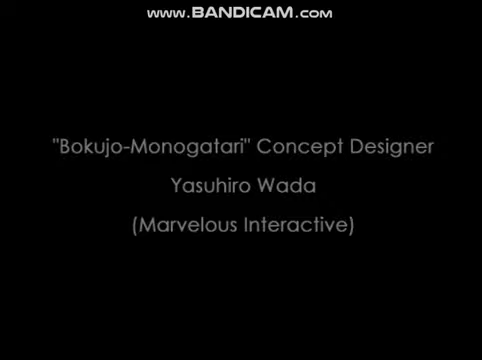 www.BANDICAM.com
"Bokujo-Monogatari" Concept Designer
Yasuhiro Wada
(Marvelous Interactive)